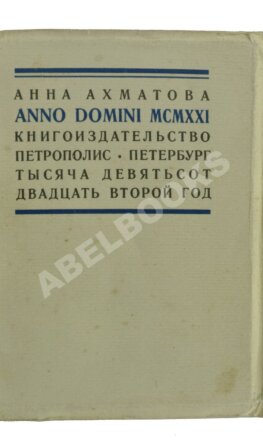 АННА АХМАТОВА
ANNO DOMINI MCMXXI
КНИГОИЗДАТЕЛЬСТВО
ПЕТРОПОЛИС · ПЕТЕРБУРГ
ТЫСЯЧА ДЕВЯТЬСОТ
ДВАДЦАТЬ ВТОРОЙ ГОД
ABELBOOKS